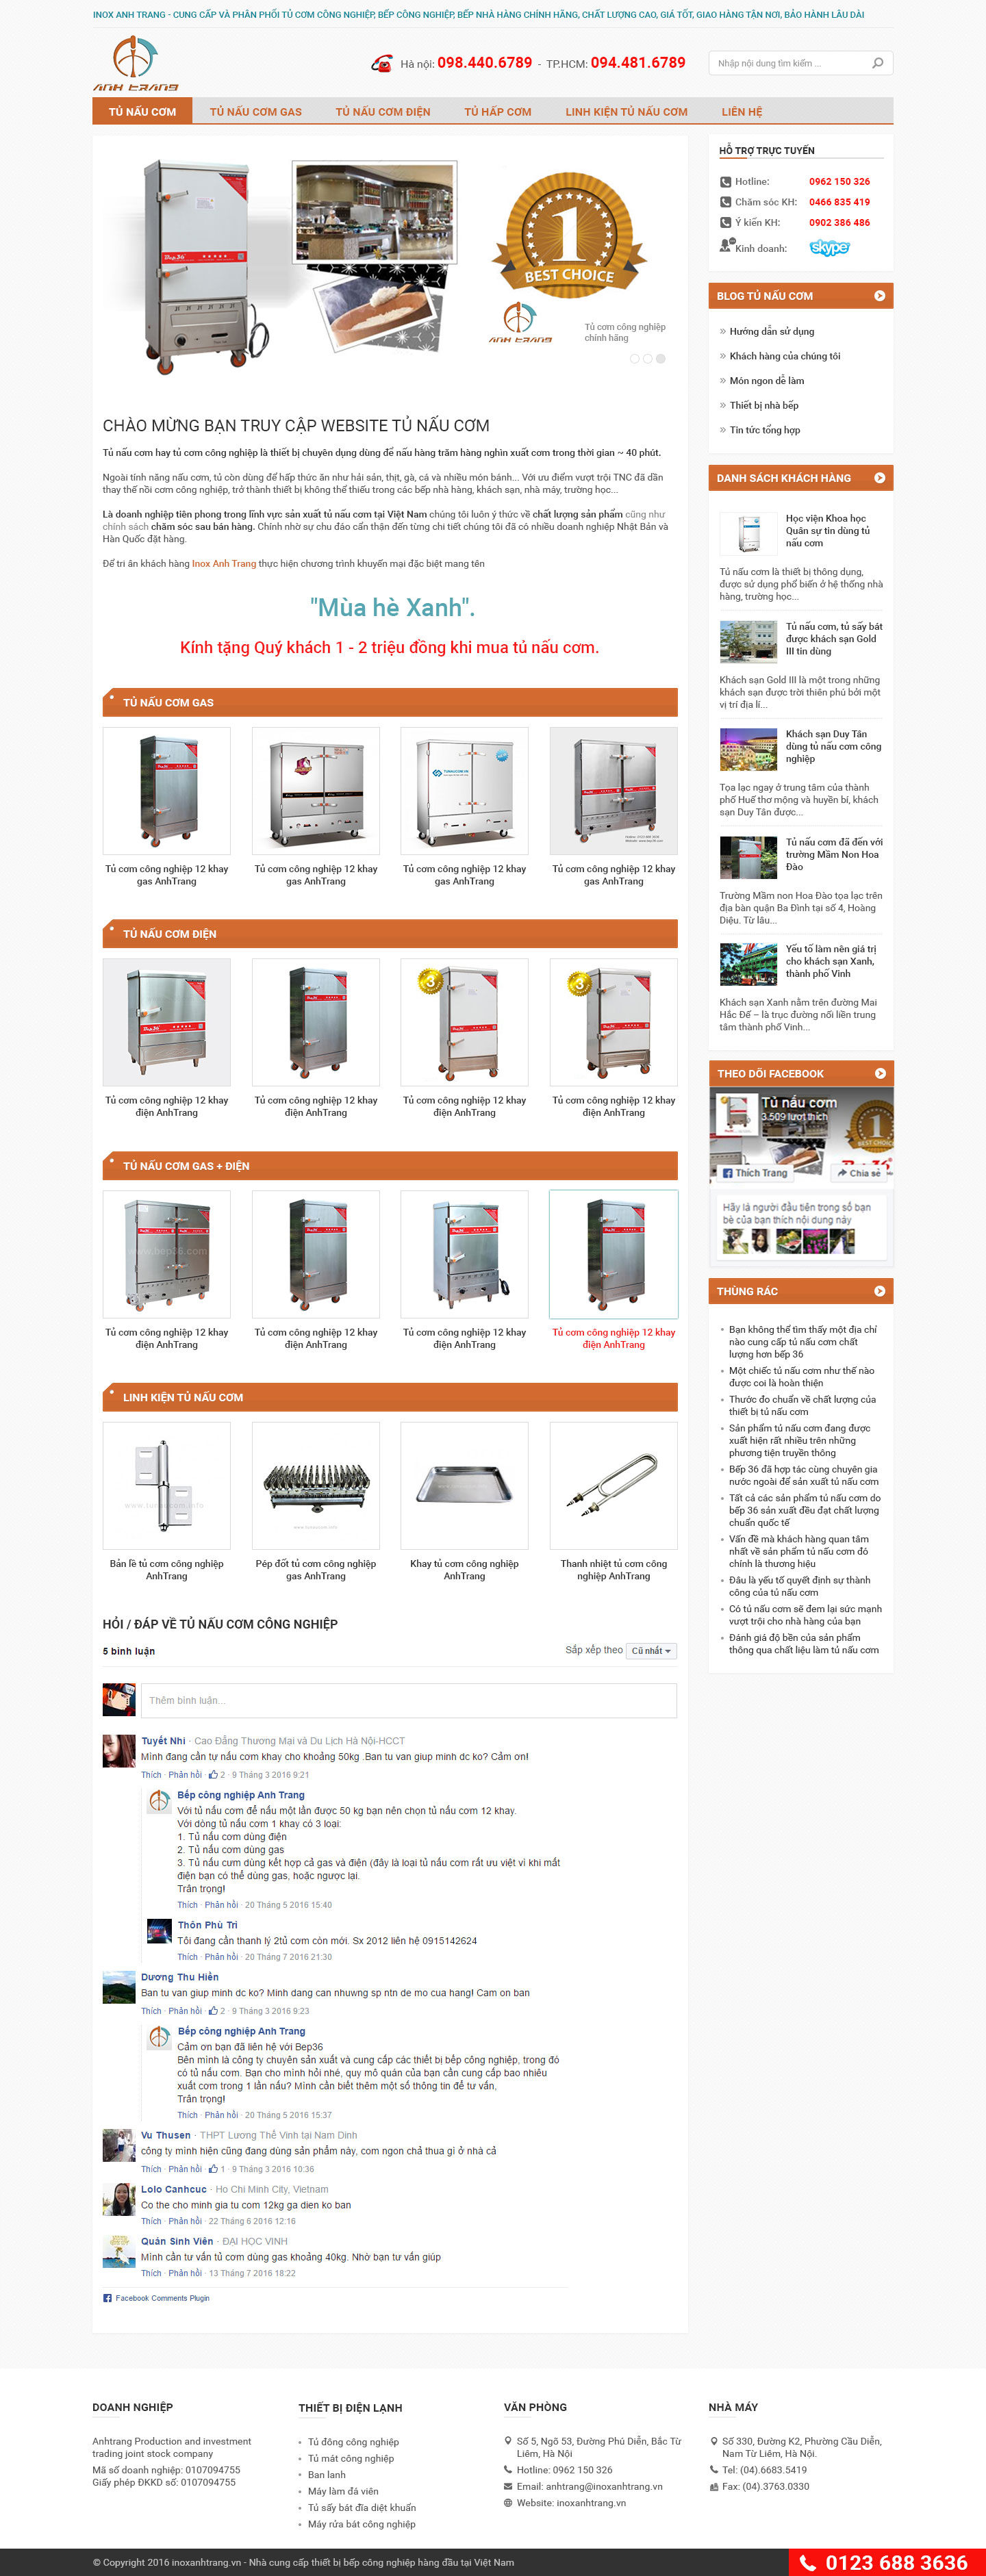 INOX ANH TRANG - CUNG CẤP VÀ PHÂN PHỐI TỦ CƠM CÔNG NGHIỆP, BẾP CÔNG NGHIỆP, BẾP NHÀ HÀNG CHÍNH HÃNG, CHẤT LƯỢNG CAO, GIÁ TỐT, GIAO HÀNG TẬN NƠI, BẢO HÀNH LÂU DÀI
ANH TRANG
Hà nội: 098.440.6789 - TP.HCM: 094.481.6789
Nhập nội dung tìm kiếm ...
TỦ NẤU CƠM
TỦ NẤU CƠM GAS
TỦ NẤU CƠM ĐIỆN
TỦ HẤP CƠM
LINH KIỆN TỦ NẤU CƠM
LIÊN HỆ
Bep36
1
BEST CHOICE
ANH TRANG
Tủ cơm công nghiệp
chính hãng
CHÀO MỪNG BẠN TRUY CẬP WEBSITE TỦ NẤU CƠM
Tủ nấu cơm hay tủ cơm công nghiệp là thiết bị chuyên dụng dùng để nấu hàng trăm hàng nghìn xuất cơm trong thời gian ~ 40 phút.
Ngoài tính năng nấu cơm, tủ còn dùng để hấp thức ăn như hải sản, thịt, gà, cá và nhiều món bánh... Với ưu điểm vượt trội TNC đã dần
thay thế nồi cơm công nghiệp, trở thành thiết bị không thể thiếu trong các bếp nhà hàng, khách sạn, nhà máy, trường học...
Là doanh nghiệp tiên phong trong lĩnh vực sản xuất tủ nấu cơm tại Việt Nam chúng tôi luôn ý thức về chất lượng sản phẩm cũng như
chính sách chăm sóc sau bán hàng. Chính nhờ sự chu đáo cẩn thận đến từng chi tiết chúng tôi đã có nhiều doanh nghiệp Nhật Bản và
Hàn Quốc đặt hàng.
Để tri ân khách hàng Inox Anh Trang thực hiện chương trình khuyến mại đặc biệt mang tên
"Mùa hè Xanh".
Kính tặng Quý khách 1 - 2 triệu đồng khi mua tủ nấu cơm.
TỦ NẤU CƠM GAS
Tủ cơm công nghiệp 12 khay
gas AnhTrang
Tủ cơm công nghiệp 12 khay
gas AnhTrang
Tủ cơm công nghiệp 12 khay
gas AnhTrang
Tủ cơm công nghiệp 12 khay
gas AnhTrang
TỦ NẤU CƠM ĐIỆN
Tủ cơm công nghiệp 12 khay
điện AnhTrang
Tủ cơm công nghiệp 12 khay
điện AnhTrang
3
Tủ cơm công nghiệp 12 khay
điện AnhTrang
3
Tủ cơm công nghiệp 12 khay
điện AnhTrang
TỦ NẤU CƠM GAS + ĐIỆN
www.bep36.com
Tủ cơm công nghiệp 12 khay
điện AnhTrang
Tủ cơm công nghiệp 12 khay
điện AnhTrang
Tủ cơm công nghiệp 12 khay
điện AnhTrang
Tủ cơm công nghiệp 12 khay
điện AnhTrang
LINH KIỆN TỦ NẤU CƠM
Bản lề tủ cơm công nghiệp
AnhTrang
Pép đốt tủ cơm công nghiệp
gas AnhTrang
Khay tủ cơm công nghiệp
AnhTrang
Thanh nhiệt tủ cơm công
nghiệp AnhTrang
HỎI / ĐÁP VỀ TỦ NẤU CƠM CÔNG NGHIỆP
5 bình luận
Sắp xếp theo Cũ nhất
Thêm bình luận...
Tuyết Nhi · Cao Đẳng Thương Mại và Du Lịch Hà Nội-HCCT
Mình đang cần tự nấu cơm khay cho khoảng 50kg .Ban tu van giup minh dc ko? Cảm ơn!
Thích · Phản hồi · 2 · 9 Tháng 3 2016 9:21
Bếp công nghiệp Anh Trang
Với tủ nấu cơm để nấu một lần được 50 kg bạn nên chọn tủ nấu cơm 12 khay.
Với dòng tủ nấu cơm 1 khay có 3 loại:
1. Tủ nấu cơm dùng điện
2. Tủ nấu cơm dùng gas
3. Tủ nấu cưm dùng kết hợp cả gas và điện (đây là loại tủ nấu cơm rất ưu việt vì khi mất
điện bạn có thể dùng gas, hoặc ngược lại.
Trân trọng!
Thích · Phản hồi · 20 Tháng 5 2016 15:40
Thôn Phù Trì
Tôi đang cần thanh lý 2tủ cơm còn mới. Sx 2012 liên hệ 0915142624
Thích · Phản hồi · 20 Tháng 7 2016 21:30
Dương Thu Hiền
Ban tu van giup minh dc ko? Minh dang can nhuwng sp ntn de mo cua hang! Cam on ban
Thích · Phản hồi · 2 · 9 Tháng 3 2016 9:23
Bếp công nghiệp Anh Trang
Cảm ơn bạn đã liên hệ với Bep36
Bên mình là công ty chuyên sản xuất và cung cấp các thiết bị bếp công nghiệp, trong đó
có tủ nấu cơm. Bạn cho mình hỏi nhé, quy mô quán của bạn cần cung cấp bao nhiêu
xuất cơm trong 1 lần nấu? Mình cần biết thêm một số thông tin để tư vấn,
Trân trọng!
Thích · Phản hồi · 20 Tháng 5 2016 15:37
Vu Thusen · THPT Lương Thế Vinh tại Nam Dinh
công ty mình hiện cũng đang dùng sản phẩm này, com ngon chả thua gì ở nhà cả
Thích · Phản hồi · 1 · 9 Tháng 3 2016 10:36
Lolo Canhcuc · Ho Chi Minh City, Vietnam
Co the cho minh gia tu com 12kg ga dien ko ban
Thích · Phản hồi · 22 Tháng 6 2016 12:16
Quán Sinh Viên · ĐẠI HỌC VINH
Mình cần tư vấn tủ cơm dùng gas khoảng 40kg. Nhờ bạn tư vấn giúp
Thích · Phản hồi · 13 Tháng 7 2016 18:22
Facebook Comments Plugin
HỖ TRỢ TRỰC TUYẾN
Hotline: 0962 150 326
Chăm sóc KH: 0466 835 419
Ý kiến KH: 0902 386 486
Kinh doanh: skype
BLOG TỦ NẤU CƠM
Hướng dẫn sử dụng
Khách hàng của chúng tôi
Món ngon dễ làm
Thiết bị nhà bếp
Tin tức tổng hợp
DANH SÁCH KHÁCH HÀNG
Học viện Khoa học
Quân sự tin dùng tủ
nấu cơm
Tủ nấu cơm là thiết bị thông dụng,
được sử dụng phổ biến ở hệ thống nhà
hàng, trường học...
Tủ nấu cơm, tủ sấy bát
được khách sạn Gold
III tin dùng
Khách sạn Gold III là một trong những
khách sạn được trời thiên phú bởi một
vị trí địa lí...
Khách sạn Duy Tân
dùng tủ nấu cơm công
nghiệp
Tọa lạc ngay ở trung tâm của thành
phố Huế thơ mộng và huyền bí, khách
sạn Duy Tân được...
Tủ nấu cơm đã đến với
trường Mầm Non Hoa
Đào
Trường Mầm non Hoa Đào tọa lạc trên
địa bàn quận Ba Đình tại số 4, Hoàng
Diệu. Từ lâu...
Yếu tố làm nên giá trị
cho khách sạn Xanh,
thành phố Vinh
Khách sạn Xanh nằm trên đường Mai
Hắc Đế – là trục đường nối liền trung
tâm thành phố Vinh...
THEO DÕI FACEBOOK
Tủ nấu cơm
3.509 lượt thích
Thích Trang
Chia sẻ
Hãy là người đầu tiên trong số bạn
bè của bạn thích nội dung này
THÙNG RÁC
Bạn không thể tìm thấy một địa chỉ
nào cung cấp tủ nấu cơm chất
lượng hơn bếp 36
Một chiếc tủ nấu cơm như thế nào
được coi là hoàn thiện
Thước đo chuẩn về chất lượng của
thiết bị tủ nấu cơm
Sản phẩm tủ nấu cơm đang được
xuất hiện rất nhiều trên những
phương tiện truyền thông
Bếp 36 đã hợp tác cùng chuyên gia
nước ngoài để sản xuất tủ nấu cơm
Tất cả các sản phẩm tủ nấu cơm do
bếp 36 sản xuất đều đạt chất lượng
chuẩn quốc tế
Vấn đề mà khách hàng quan tâm
nhất về sản phẩm tủ nấu cơm đó
chính là thương hiệu
Đâu là yếu tố quyết định sự thành
công của tủ nấu cơm
Có tủ nấu cơm sẽ đem lại sức mạnh
vượt trội cho nhà hàng của bạn
Đánh giá độ bền của sản phẩm
thông qua chất liệu làm tủ nấu cơm
DOANH NGHIỆP
Anhtrang Production and investment
trading joint stock company
Mã số doanh nghiệp: 0107094755
Giấy phép ĐKKD số: 0107094755
THIẾT BỊ ĐIỆN LẠNH
Tủ đông công nghiệp
Tủ mát công nghiệp
Ban lanh
Máy làm đá viên
Tủ sấy bát đĩa diệt khuẩn
Máy rửa bát công nghiệp
VĂN PHÒNG
Số 5, Ngõ 53, Đường Phú Diễn, Bắc Từ
Liêm, Hà Nội
Hotline: 0962 150 326
Email: anhtrang@inoxanhtrang.vn
Website: inoxanhtrang.vn
NHÀ MÁY
Số 330, Đường K2, Phường Cầu Diễn,
Nam Từ Liêm, Hà Nội.
Tel: (04).6683.5419
Fax: (04).3763.0330
© Copyright 2016 inoxanhtrang.vn - Nhà cung cấp thiết bị bếp công nghiệp hàng đầu tại Việt Nam
0123 688 3636